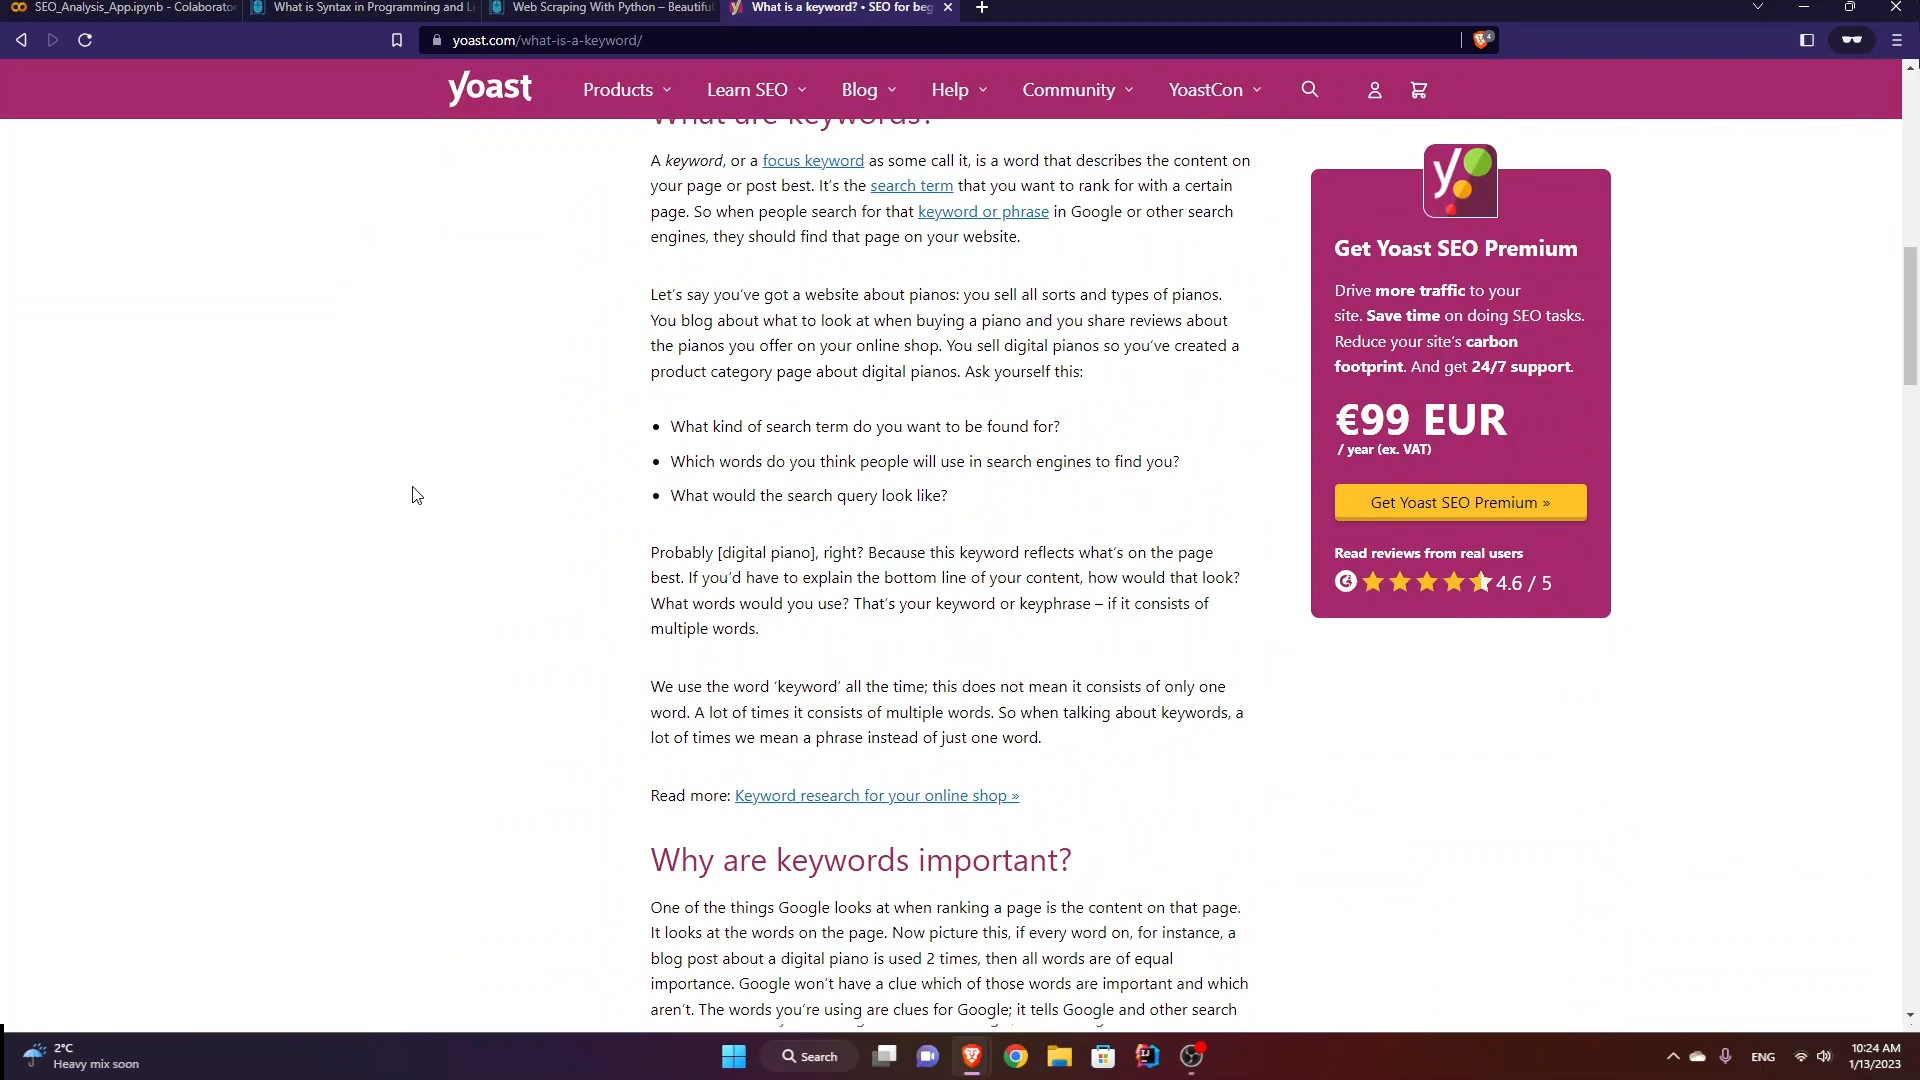 SEO_Analysis_App.ipynb - Colaborator
What is Syntax in Programming and Li
Web Scraping With Python – Beautiful
What is a keyword? • SEO for beg
yoast.com/what-is-a-keyword/
4
yoast
Products
Learn SEO
Blog
Help
Community
YoastCon
What are keywords?
A keyword, or a focus keyword as some call it, is a word that describes the content on
your page or post best. It's the search term that you want to rank for with a certain
page. So when people search for that keyword or phrase in Google or other search
engines, they should find that page on your website.
Let's say you've got a website about pianos: you sell all sorts and types of pianos.
You blog about what to look at when buying a piano and you share reviews about
the pianos you offer on your online shop. You sell digital pianos so you've created a
product category page about digital pianos. Ask yourself this:
• What kind of search term do you want to be found for?
• Which words do you think people will use in search engines to find you?
• What would the search query look like?
Probably [digital piano], right? Because this keyword reflects what's on the page
best. If you'd have to explain the bottom line of your content, how would that look?
What words would you use? That's your keyword or keyphrase – if it consists of
multiple words.
We use the word ‘keyword’ all the time; this does not mean it consists of only one
word. A lot of times it consists of multiple words. So when talking about keywords, a
lot of times we mean a phrase instead of just one word.
Read more: Keyword research for your online shop »
Why are keywords important?
One of the things Google looks at when ranking a page is the content on that page.
It looks at the words on the page. Now picture this, if every word on, for instance, a
blog post about a digital piano is used 2 times, then all words are of equal
importance. Google won't have a clue which of those words are important and which
aren't. The words you're using are clues for Google; it tells Google and other search
y
Get Yoast SEO Premium
Drive more traffic to your
site. Save time on doing SEO tasks.
Reduce your site's carbon
footprint. And get 24/7 support.
€99 EUR
/ year (ex. VAT)
Get Yoast SEO Premium »
Read reviews from real users
4.6 / 5
2°C
Heavy mix soon
Search
ENG
10:24 AM
1/13/2023